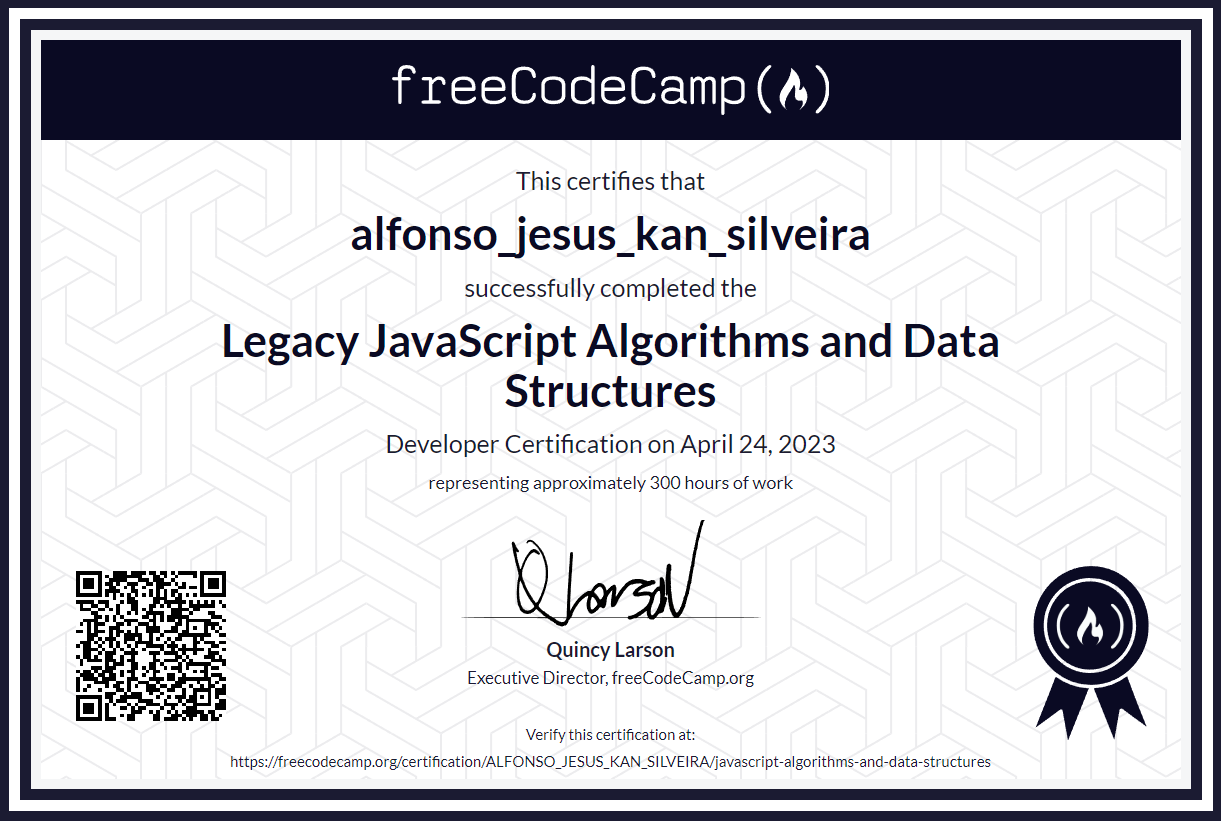 freeCodeCamp(🔥)
This certifies that
alfonso_jesus_kan_silveira
successfully completed the
Legacy JavaScript Algorithms and Data
Structures
Developer Certification on April 24, 2023
representing approximately 300 hours of work
QLarson
Quincy Larson
Executive Director, freeCodeCamp.org
Verify this certification at:
https://freecodecamp.org/certification/ALFONSO_JESUS_KAN_SILVEIRA/javascript-algorithms-and-data-structures